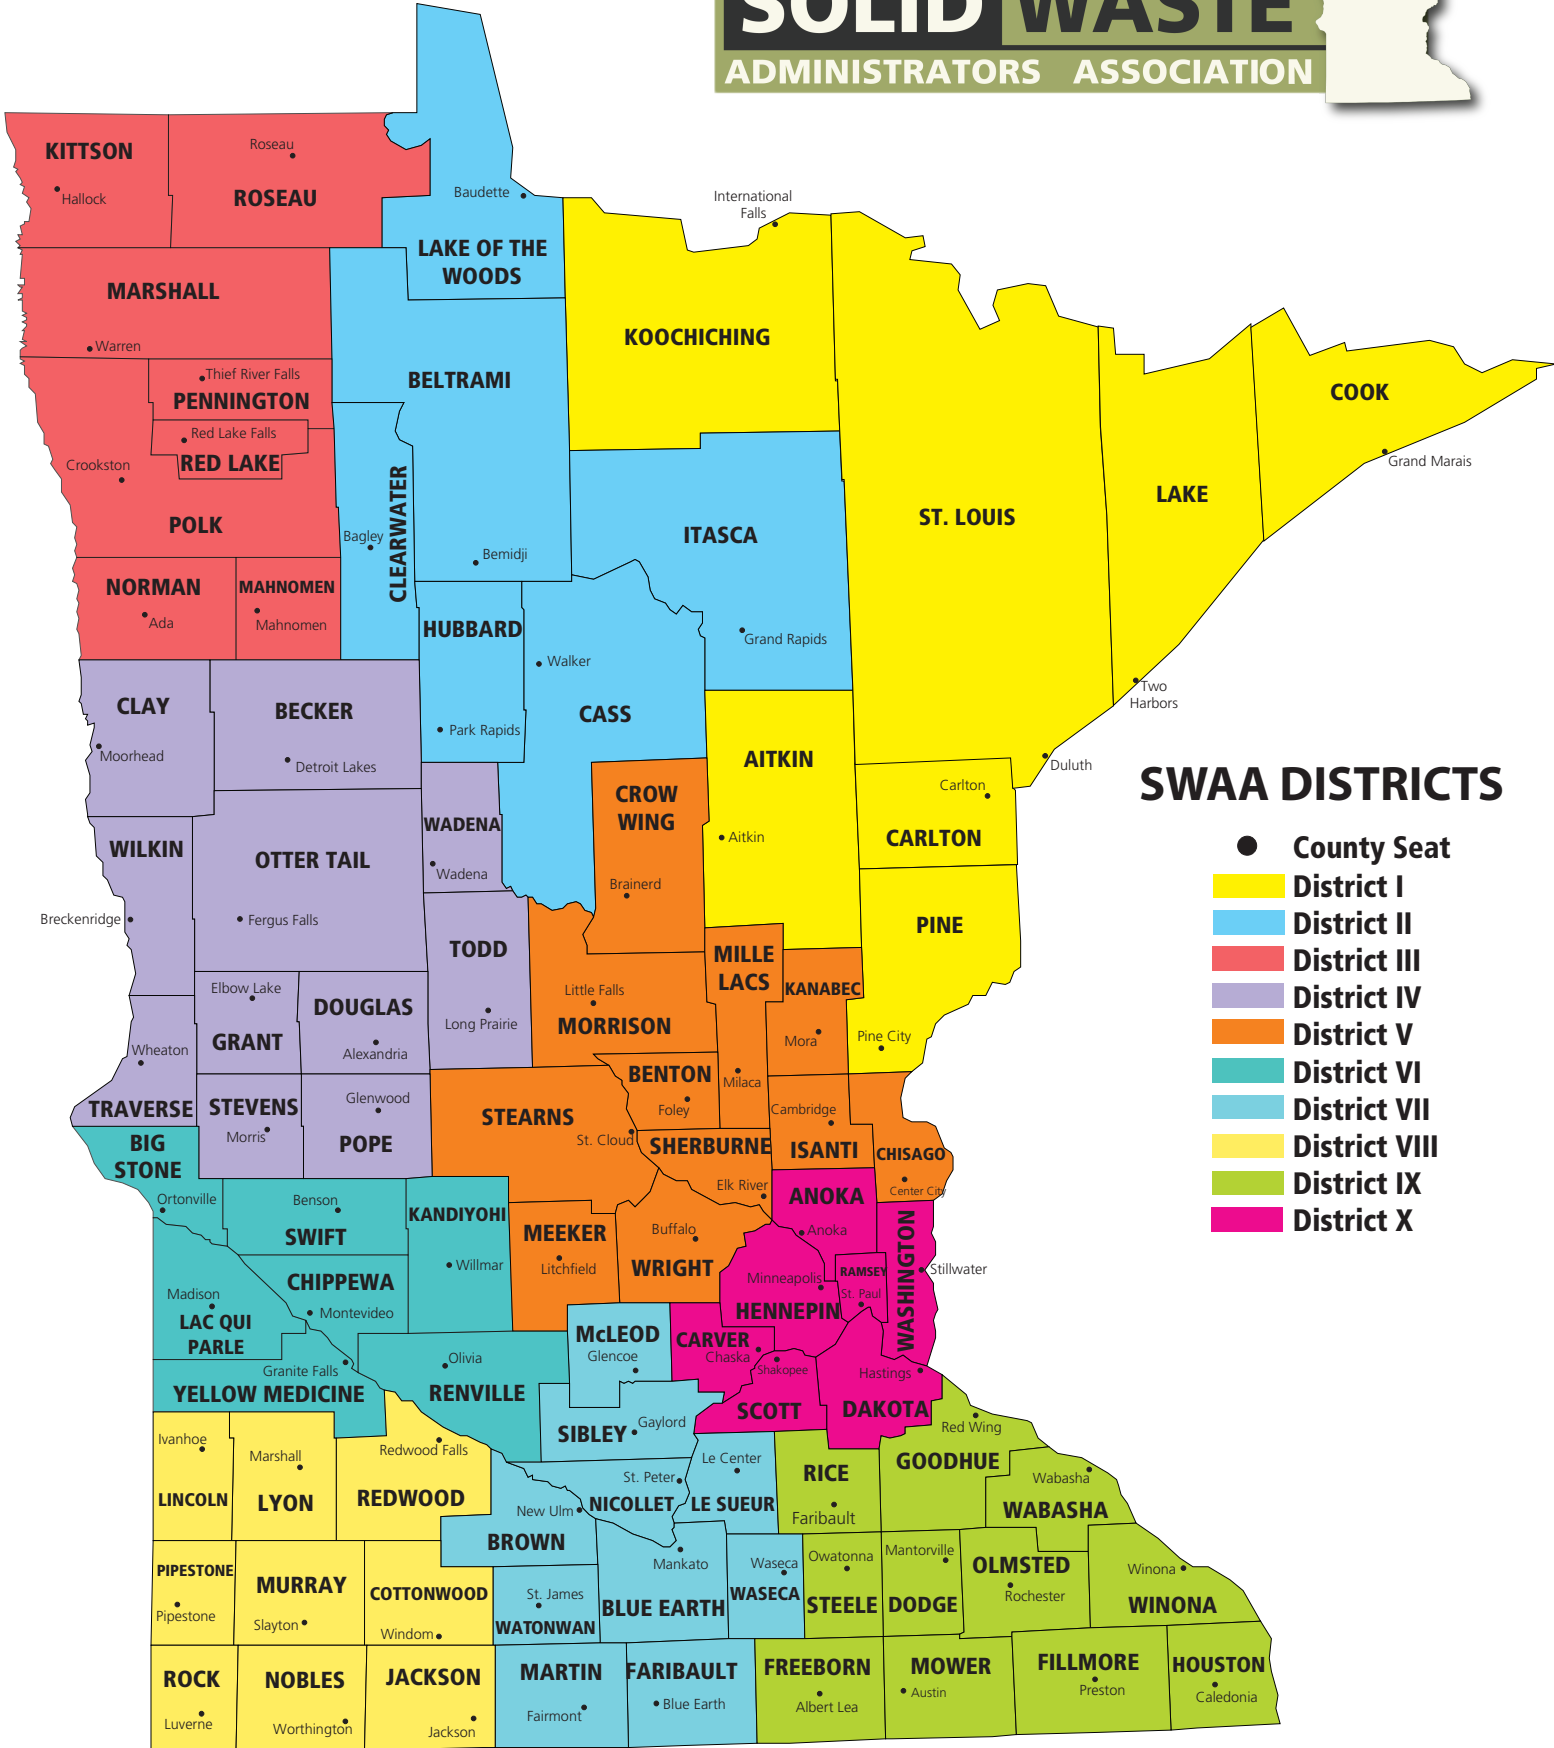 SOLID WASTE
ADMINISTRATORS ASSOCIATION
KITTSON
Hallock
Roseau
ROSEAU
Baudette
LAKE OF THE
WOODS
International
Falls
MARSHALL
Warren
KOOCHICHING
BELTRAMI
Thief River Falls
PENNINGTON
Red Lake Falls
RED LAKE
Crookston
POLK
COOK
Grand Marais
LAKE
ST. LOUIS
ITASCA
CLEARWATER
Bagley
Bemidji
NORMAN
Ada
MAHNOMEN
Mahnomen
HUBBARD
Grand Rapids
Walker
CASS
Park Rapids
Two
Harbors
CLAY
Moorhead
BECKER
Detroit Lakes
AITKIN
Aitkin
Duluth
Carlton
CARLTON
SWAA DISTRICTS
County Seat
District I
District II
District III
District IV
District V
District VI
District VII
District VIII
District IX
District X
CROW
WING
Brainerd
WADENA
Wadena
WILKIN
Breckenridge
OTTER TAIL
Fergus Falls
PINE
Pine City
TODD
Long Prairie
MILLE
LACS
Milaca
KANABEC
Mora
Little Falls
MORRISON
Elbow Lake
GRANT
DOUGLAS
Alexandria
Wheaton
TRAVERSE
STEVENS
Morris
Glenwood
POPE
STEARNS
St. Cloud
BENTON
Foley
SHERBURNE
Elk River
Cambridge
ISANTI
CHISAGO
Center City
BIG
STONE
Ortonville
Benson
SWIFT
KANDIYOHI
Willmar
MEEKER
Litchfield
Buffalo
WRIGHT
ANOKA
Anoka
WASHINGTON
Stillwater
RAMSEY
St. Paul
Minneapolis
HENNEPIN
CHIPPEWA
Montevideo
Madison
LAC QUI
PARLE
Granite Falls
YELLOW MEDICINE
Olivia
RENVILLE
McLEOD
Glencoe
CARVER
Chaska
Shakopee
SCOTT
Hastings
DAKOTA
SIBLEY
Gaylord
Red Wing
GOODHUE
Wabasha
WABASHA
Ivanhoe
LINCOLN
Marshall
LYON
Redwood Falls
REDWOOD
New Ulm
BROWN
St. Peter
NICOLLET
Le Center
LE SUEUR
RICE
Faribault
PIPESTONE
Pipestone
MURRAY
Slayton
COTTONWOOD
Windom
St. James
WATONWAN
Mankato
BLUE EARTH
Waseca
WASECA
Owatonna
STEELE
Mantorville
DODGE
OLMSTED
Rochester
Winona
WINONA
ROCK
Luverne
NOBLES
Worthington
JACKSON
Jackson
MARTIN
Fairmont
FARIBAULT
Blue Earth
FREEBORN
Albert Lea
MOWER
Austin
FILLMORE
Preston
HOUSTON
Caledonia